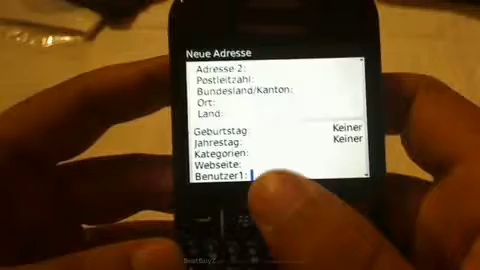 Neue Adresse
Adresse 2:
Postleitzahl:
Bundesland/Kanton:
Ort:
Land:
Geburtstag: Keiner
Jahrestag: Keiner
Kategorien:
Webseite:
Benutzer1: